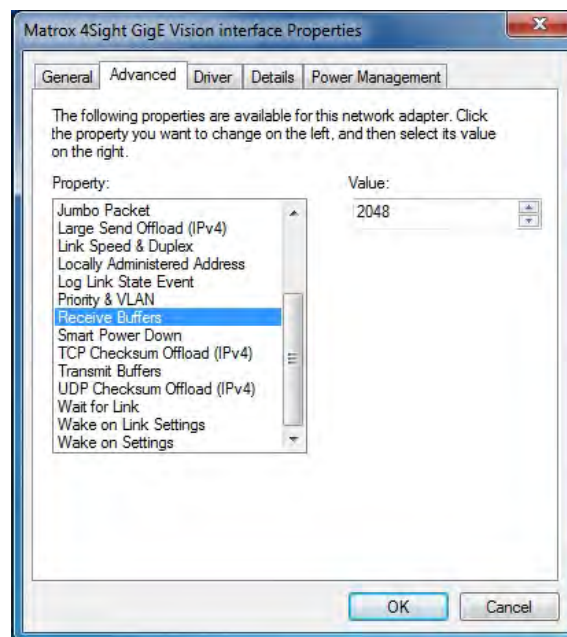 Matrox 4Sight GigE Vision interface Properties
General Advanced Driver Details Power Management
The following properties are available for this network adapter. Click
the property you want to change on the left, and then select its value
on the right.
Property: Value:
Jumbo Packet 2048
Large Send Offload (IPv4)
Link Speed & Duplex
Locally Administered Address
Log Link State Event
Priority & VLAN
Receive Buffers
Smart Power Down
TCP Checksum Offload (IPv4)
Transmit Buffers
UDP Checksum Offload (IPv4)
Wait for Link
Wake on Link Settings
Wake on Settings
OK Cancel